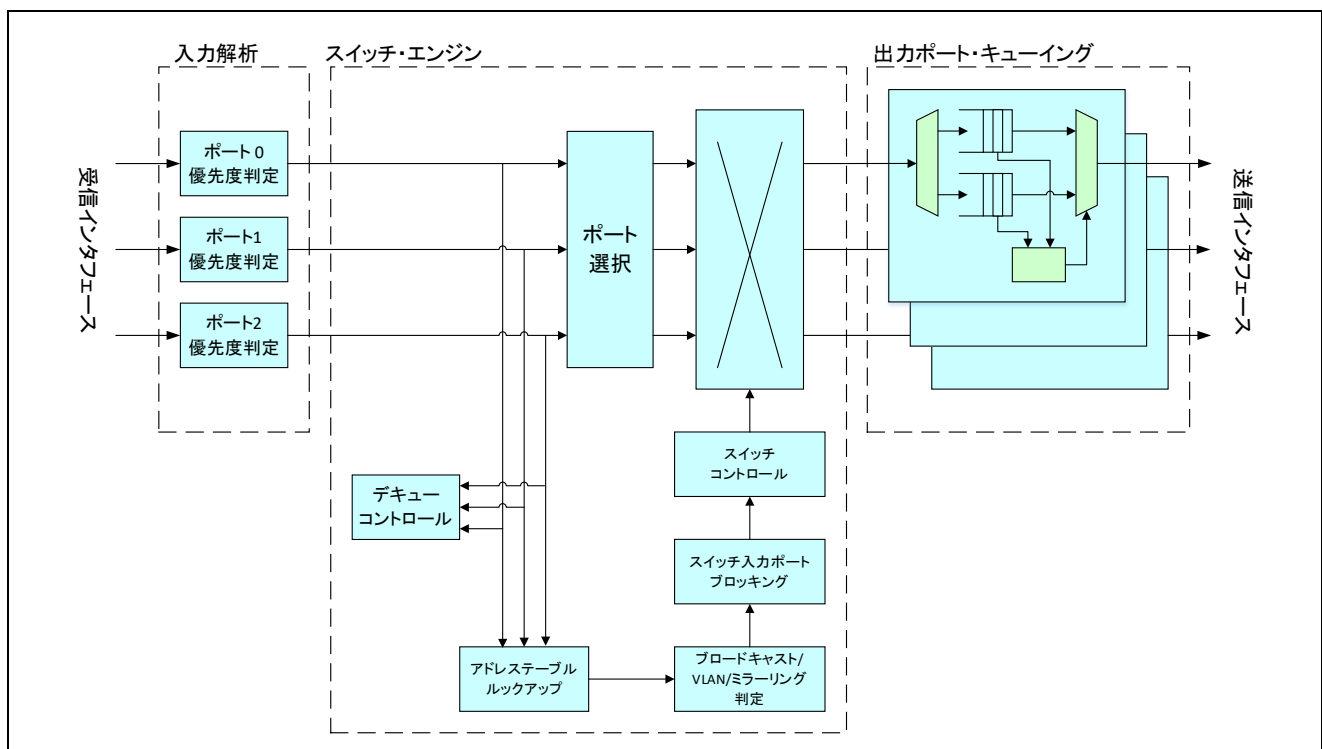 入力解析
スイッチ・エンジン
出力ポート・キューイング
受信インタフェース
ポート 0
優先度判定
ポート1
優先度判定
ポート2
優先度判定
ポート
選択
送信インタフェース
デキュー
コントロール
スイッチ
コントロール
スイッチ入力ポート
ブロッキング
アドレステーブル
ルックアップ
ブロードキャスト/
VLAN/ミラーリング
判定